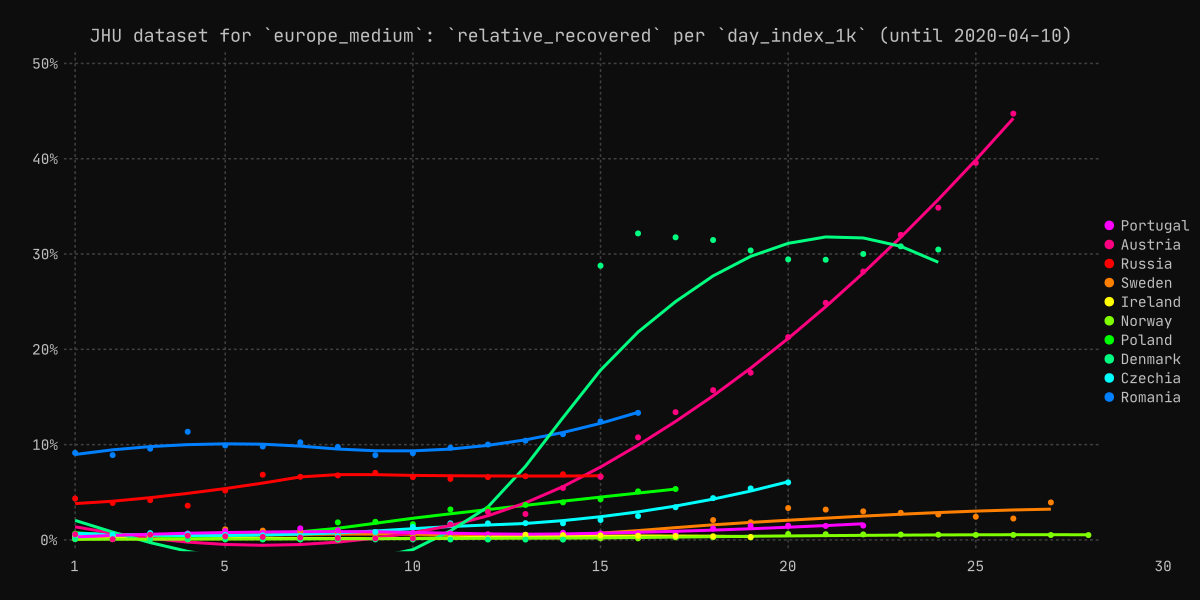 JHU dataset for `europe_medium`: `relative_recovered` per `day_index_1k` (until 2020-04-10)
50%
40%
30%
20%
10%
0%
1 5 10 15 20 25 30
Portugal
Austria
Russia
Sweden
Ireland
Norway
Poland
Denmark
Czechia
Romania